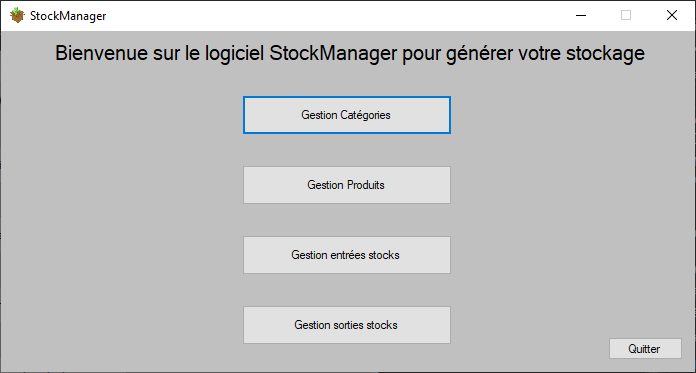 StockManager
Bienvenue sur le logiciel StockManager pour générer votre stockage
Gestion Catégories
Gestion Produits
Gestion entrées stocks
Gestion sorties stocks
Quitter